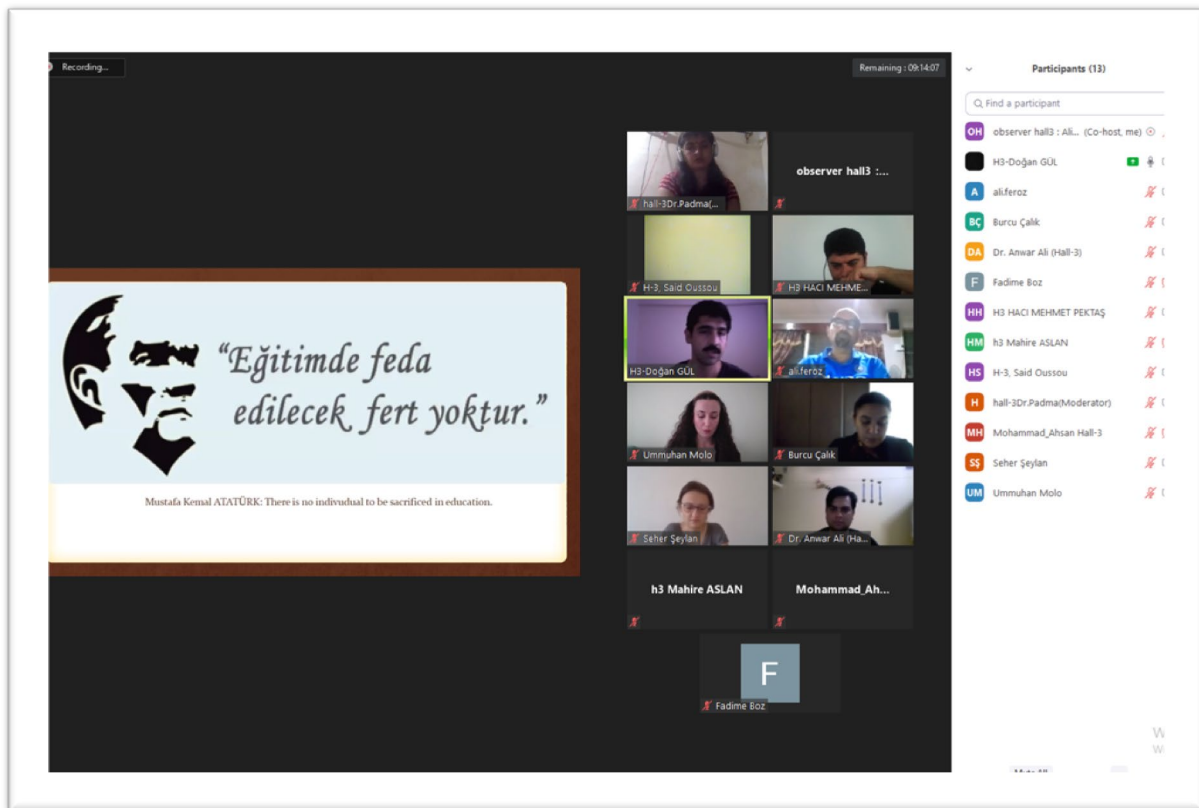 Recording...
Remaining : 09:14:07
“Eğitimde feda
edilecek fert yoktur.”
Mustafa Kemal ATATÜRK: There is no indivudual to be sacrificed in education.
hall-3Dr.Padma(...
observer hall3 :...
H-3, Said Oussou
H3 HACI MEHME...
H3-Doğan GÜL
ali.feroz
Ummuhan Molo
Burcu Çalık
Seher Şeylan
Dr. Anwar Ali (Ha...
h3 Mahire ASLAN
Mohammad_Ah...
F
Fadime Boz
Participants (13)
Find a participant
OH observer hall3 : Ali... (Co-host, me)
H3-Doğan GÜL
A ali.feroz
BÇ Burcu Çalık
DA Dr. Anwar Ali (Hall-3)
F Fadime Boz
HH H3 HACI MEHMET PEKTAŞ
HM h3 Mahire ASLAN
HS H-3, Said Oussou
H hall-3Dr.Padma(Moderator)
MH Mohammad_Ahsan Hall-3
SŞ Seher Şeylan
UM Ummuhan Molo